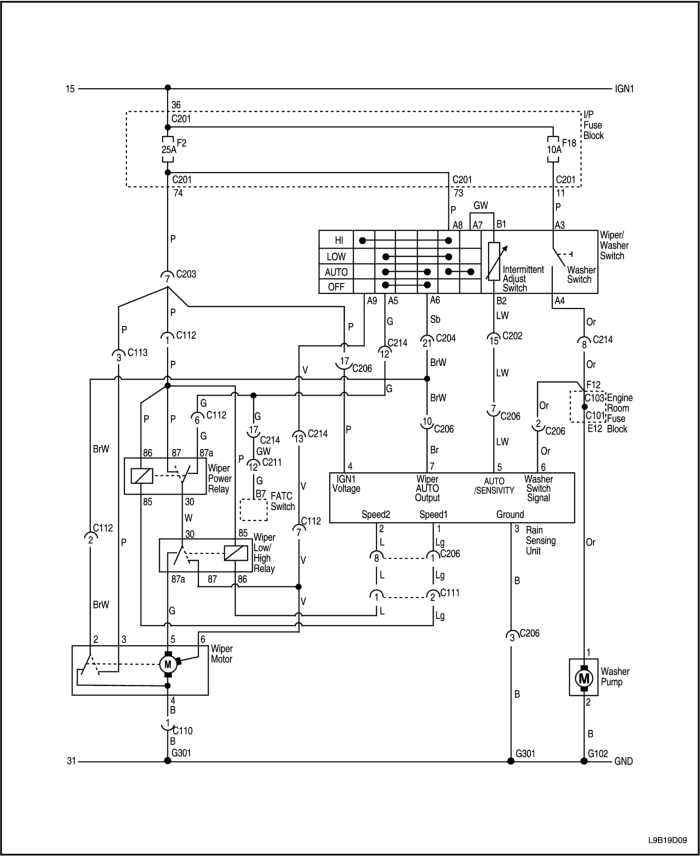 15 IGN1
36
C201
I/P
Fuse
Block
F2
25A
F18
10A
C201 C201 C201
74 73 11
P P GW P
A8 A7 B1 A3
HI
LOW
AUTO
OFF
Intermittent
Adjust
Switch
Washer
Switch
Wiper/
Washer
Switch
A9 A5 A6 B2 A4
P
7 C203
P P P V G Sb LW Or
3 C113
1 C112
17 C206
C214
12
21 C204
15 C202
8 C214
P BrW LW Or
G
F12
C103
C101
E12
Engine
Room
Fuse
Block
P P G
6 C112
G
G
17
C214
GW
P C211
12
G
B7
FATC
Switch
13 C214
BrW
10
C206
Br
7 C206
LW
Or
2
C206
Or
BrW
P
86 87 87a
Wiper
Power
Relay
85 30
W
V
4 7 5 6
IGN1
Voltage
Wiper
AUTO
Output
AUTO
/SENSIVITY
Washer
Switch
Signal
Speed2 Speed1 Ground
2 1 3
Rain
Sensing
Unit
C112
2
P
30 85
Wiper
Low/
High
Relay
87a 87 86
C112
7
V
V
L Lg
8 1 C206
L Lg
1 2 C111
L Lg
B
Or
3 C206
B
BrW
G
2 3 5 6
Wiper
Motor
M
4
B
1
C110
B
G301
1
Washer
Pump
M
2
B
31 G301 G102 GND
L9B19D09